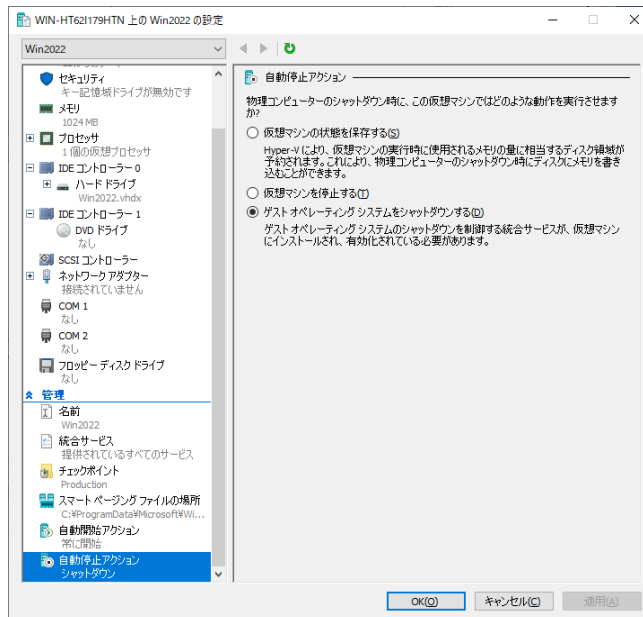 WIN-HT62I179HTN 上の Win2022 の設定
Win2022
セキュリティ
キー記憶域ドライブが無効です
メモリ
1024 MB
プロセッサ
1 個の仮想プロセッサ
IDE コントローラー 0
ハード ドライブ
Win2022.vhdx
IDE コントローラー 1
DVD ドライブ
なし
SCSI コントローラー
ネットワーク アダプター
接続されていません
COM 1
なし
COM 2
なし
フロッピー ディスク ドライブ
なし
管理
名前
Win2022
統合サービス
提供されているすべてのサービス
チェックポイント
Production
スマート ページング ファイルの場所
C:¥ProgramData¥Microsoft¥Wi...
自動開始アクション
常に開始
自動停止アクション
シャットダウン
自動停止アクション
物理コンピューターのシャットダウン時に、この仮想マシンではどのような動作を実行させます
か?
仮想マシンの状態を保存する(S)
Hyper-V により、仮想マシンの実行時に使用されるメモリの量に相当するディスク領域が
予約されます。これにより、物理コンピューターのシャットダウン時にディスクにメモリを書き
込むことができます。
仮想マシンを停止する(T)
ゲスト オペレーティング システムをシャットダウンする(D)
ゲスト オペレーティング システムのシャットダウンを制御する統合サービスが、仮想マシン
にインストールされ、有効化されている必要があります。
OK(O)
キャンセル(C)
適用(A)